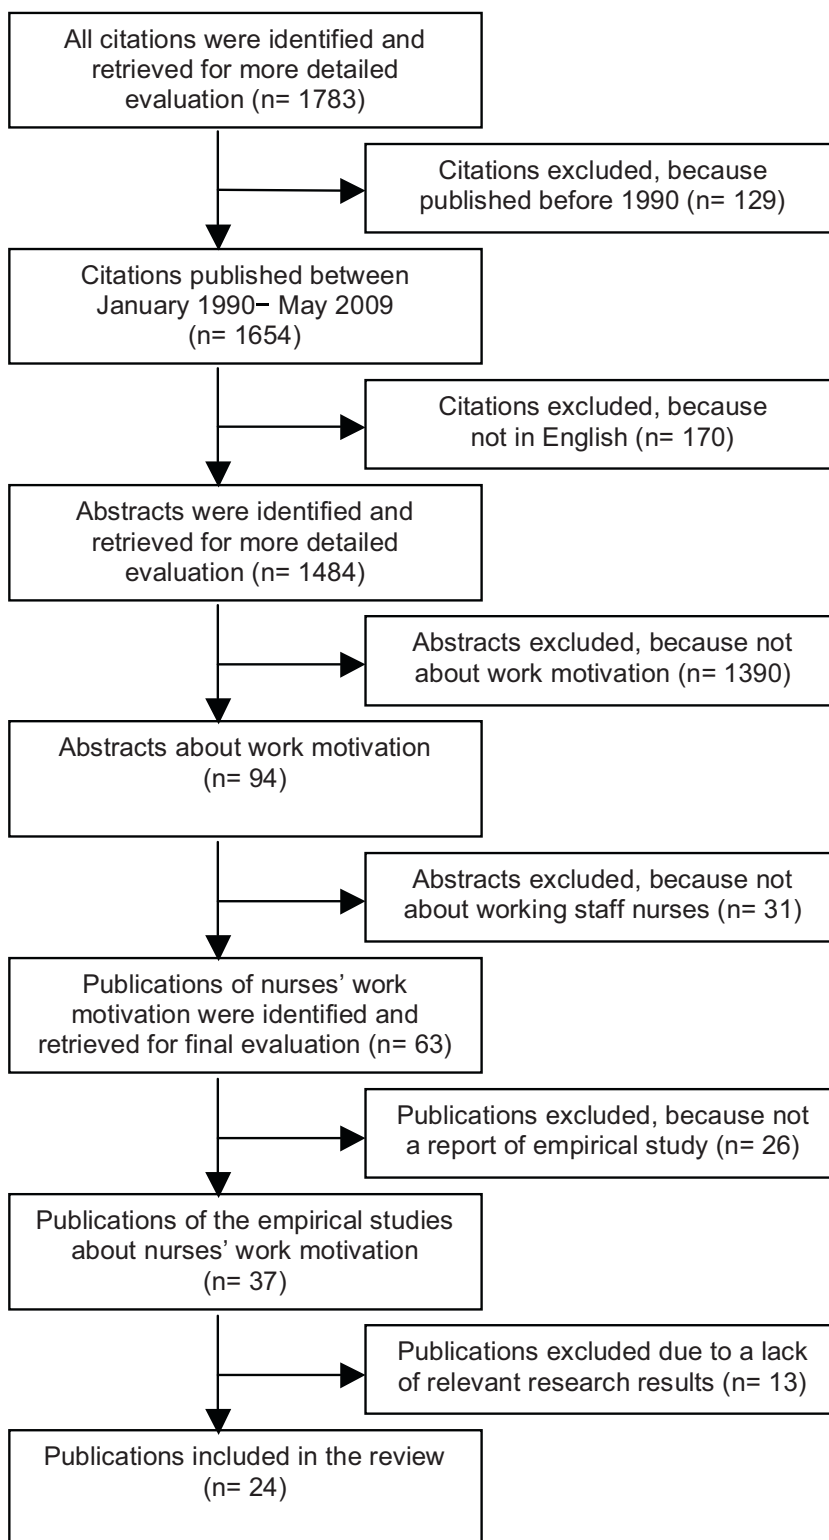 All citations were identified and
retrieved for more detailed
evaluation (n= 1783)
Citations excluded, because
published before 1990 (n= 129)
Citations published between
January 1990– May 2009
(n= 1654)
Citations excluded, because
not in English (n= 170)
Abstracts were identified and
retrieved for more detailed
evaluation (n= 1484)
Abstracts excluded, because not
about work motivation (n= 1390)
Abstracts about work motivation
(n= 94)
Abstracts excluded, because not
about working staff nurses (n= 31)
Publications of nurses’ work
motivation were identified and
retrieved for final evaluation (n= 63)
Publications excluded, because not
a report of empirical study (n= 26)
Publications of the empirical studies
about nurses’ work motivation
(n= 37)
Publications excluded due to a lack
of relevant research results (n= 13)
Publications included in the review
(n= 24)